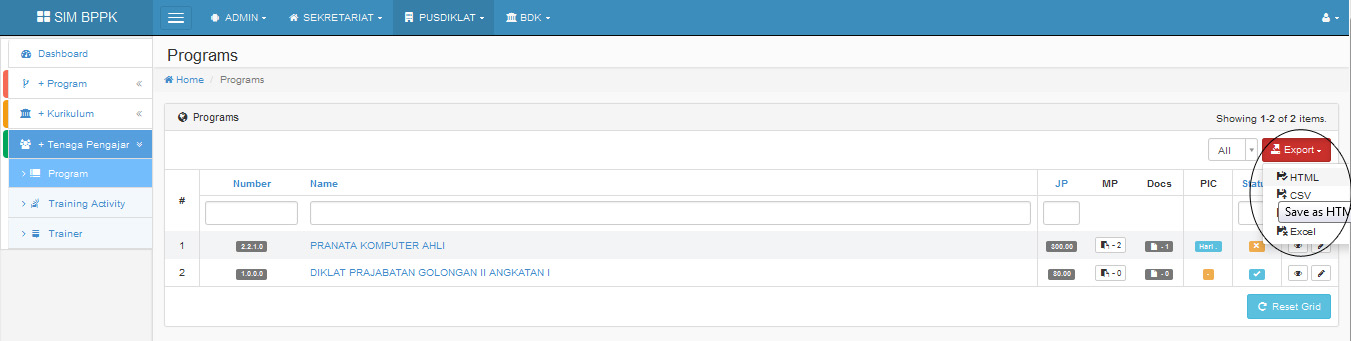 SIM BPPK
ADMIN
SEKRETARIAT
PUSDIKLAT
BDK
Dashboard
+ Program
+ Kurikulum
+ Tenaga Pengajar
Program
Training Activity
Trainer
Programs
Home / Programs
Programs
Showing 1-2 of 2 items.
All
Export
HTML
CSV
Save as HTM
Excel
# Number Name JP MP Docs PIC Statu
1 2.2.1.0 PRANATA KOMPUTER AHLI 300.00 - 2 - 1 Hari .
2 1.0.0.0 DIKLAT PRAJABATAN GOLONGAN II ANGKATAN I 80.00 - 0 - 0 -
Reset Grid